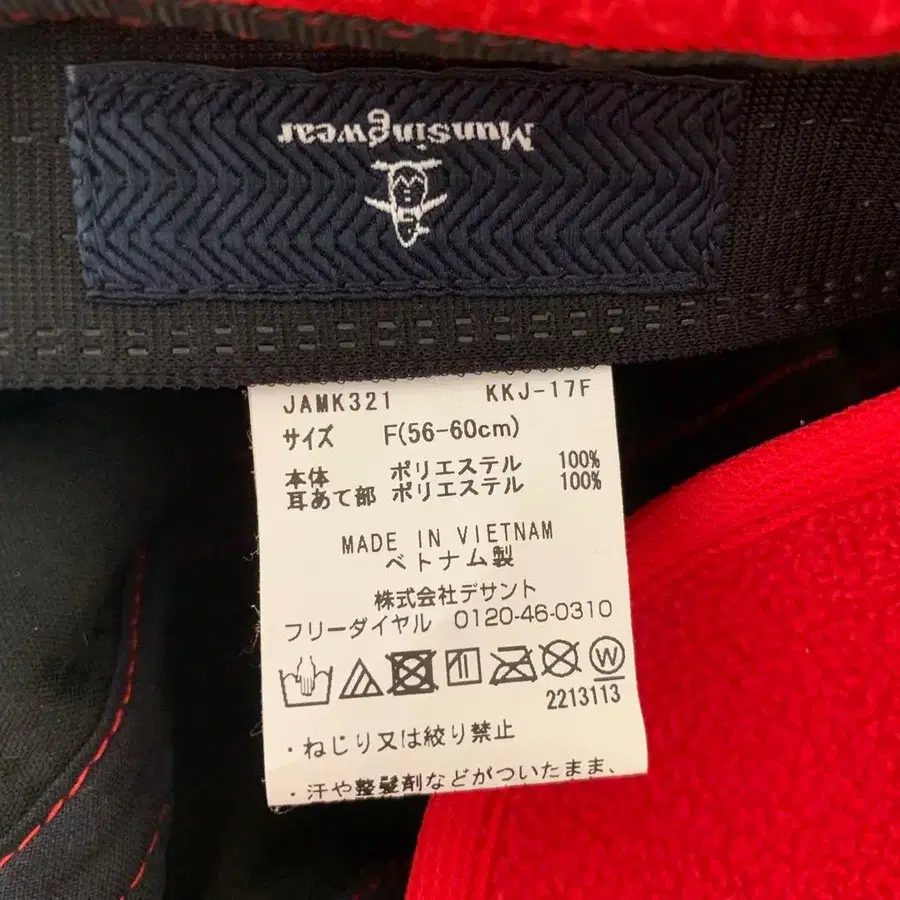 Munsingwear
JAMK321 KKJ-17F
サイズ F(56-60cm)
本体 ポリエステル 100%
耳あて部 ポリエステル 100%
MADE IN VIETNAM
ベトナム製
株式会社デサント
フリーダイヤル 0120-46-0310
W
2213113
・ねじり又は絞り禁止
・汗や整髪剤などがついたまま、